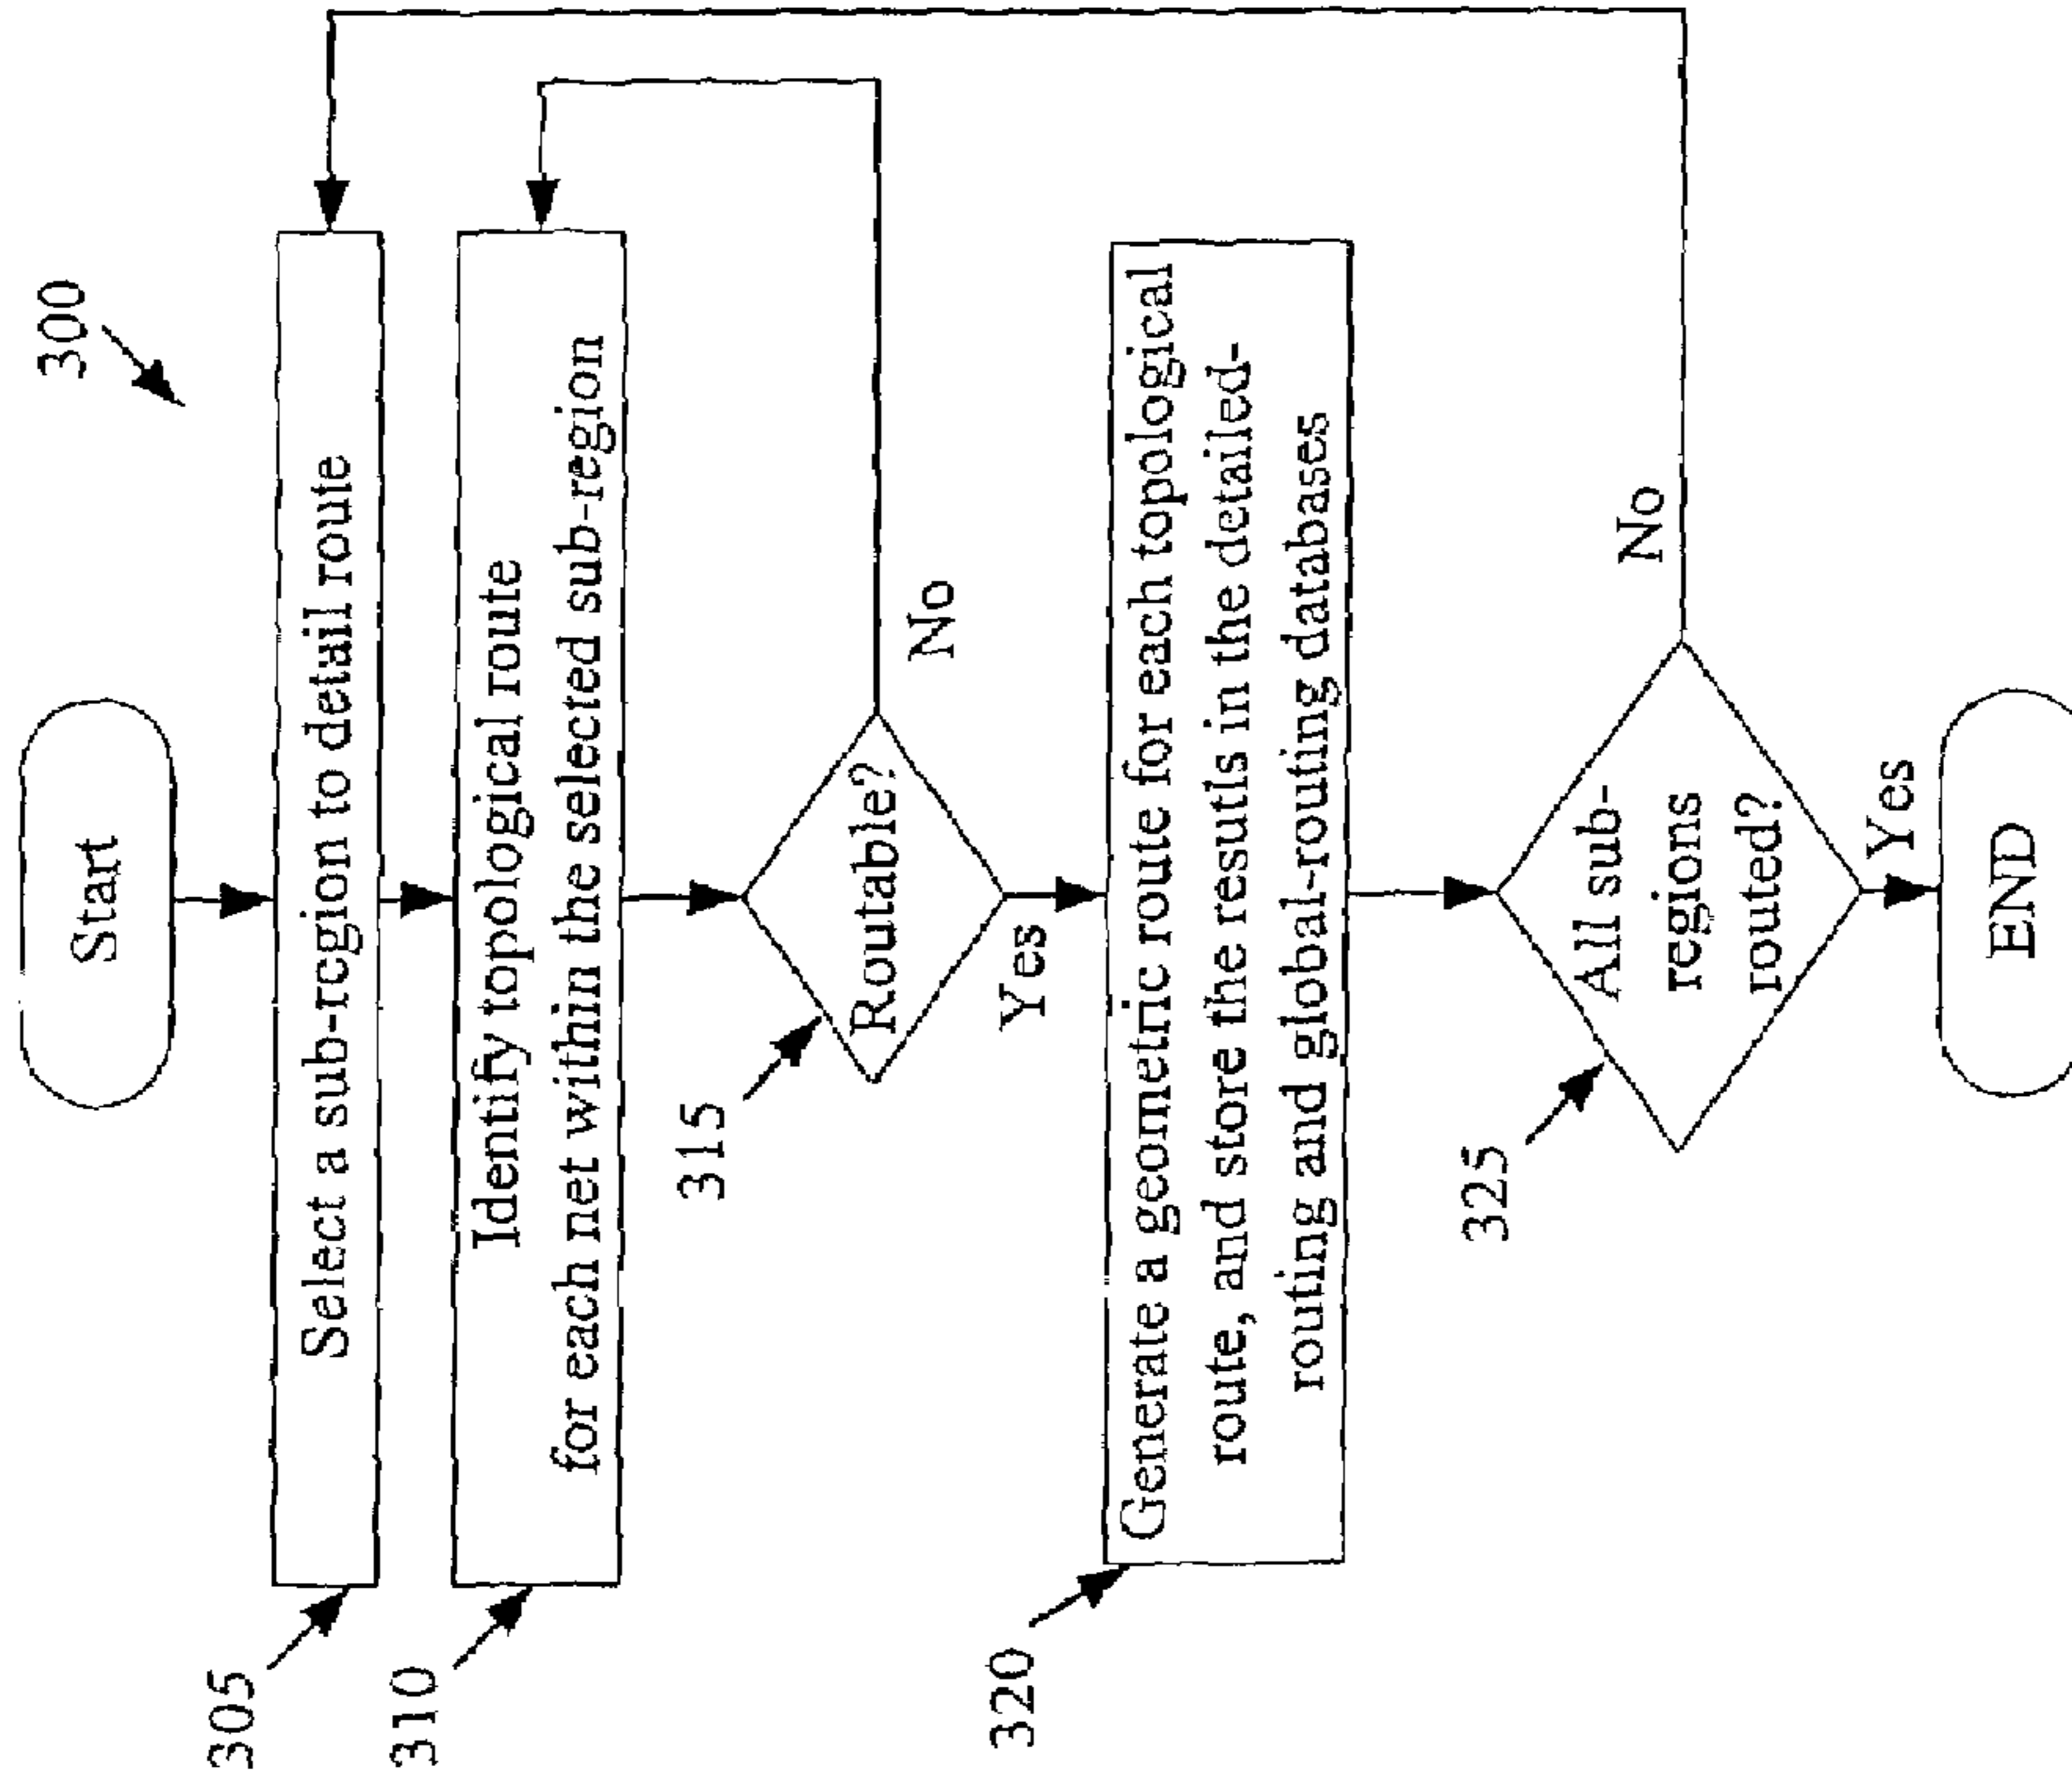 300
Start
305
Select a sub-region to detail route
310
Identify topological route
for each net within the selected sub-region
315
Routable?
No
Yes
320
Generate a geometric route for each topological
route, and store the resutls in the detailed-
routing and global-routing databases
325
All sub-
regions
routed?
No
Yes
END